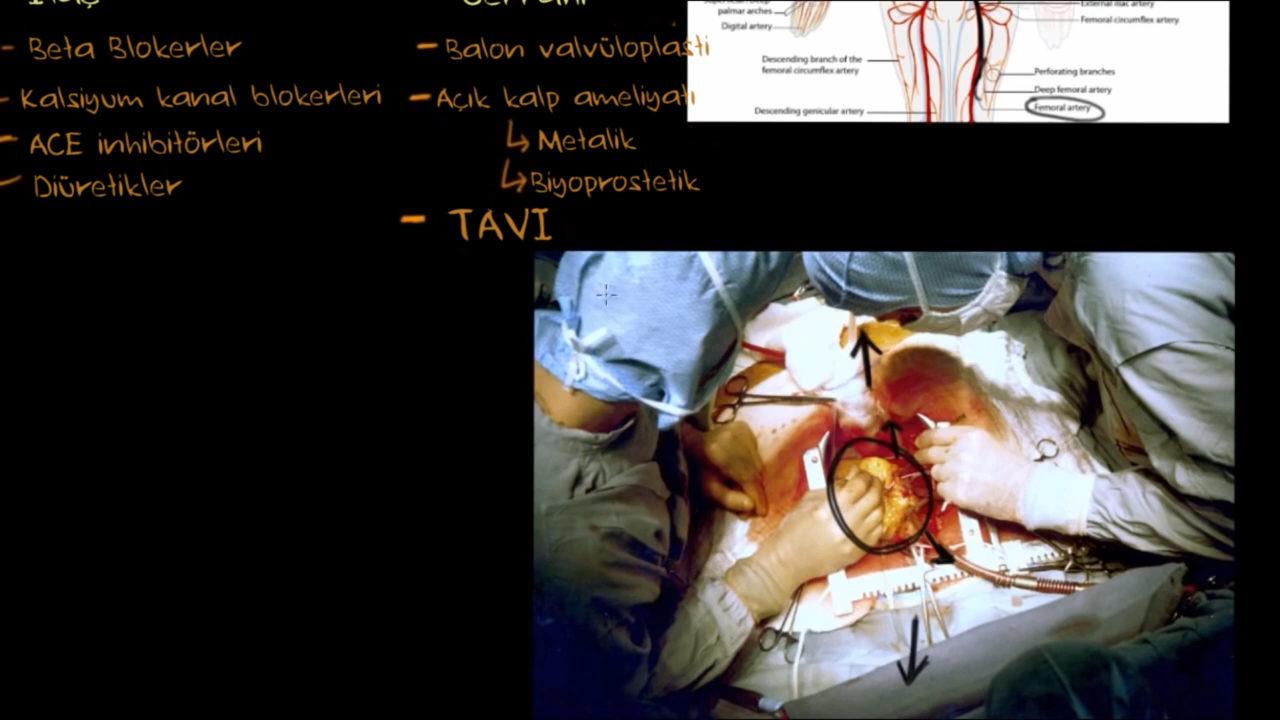 - Beta Blokerler
- Kalsiyum kanal blokerleri
- ACE inhibitörleri
- Diüretikler
- Balon valvüloplasti
- Açık kalp ameliyatı
↳ Metalik
↳ Biyoprostetik
- TAVI
palmar arches
Digital artery
Descending branch of the
femoral circumflex artery
Descending genicular artery
External iliac artery
Femoral circumflex artery
Perforating branches
Deep femoral artery
Femoral artery